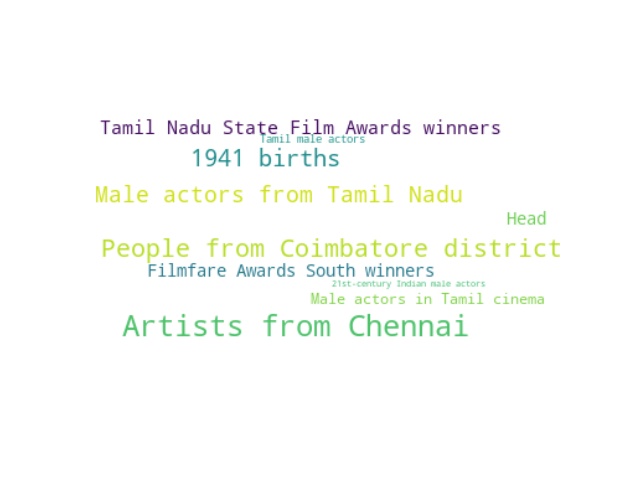 Tamil Nadu State Film Awards winners
Tamil male actors
1941 births
Male actors from Tamil Nadu
Head
People from Coimbatore district
Filmfare Awards South winners
21st-century Indian male actors
Male actors in Tamil cinema
Artists from Chennai